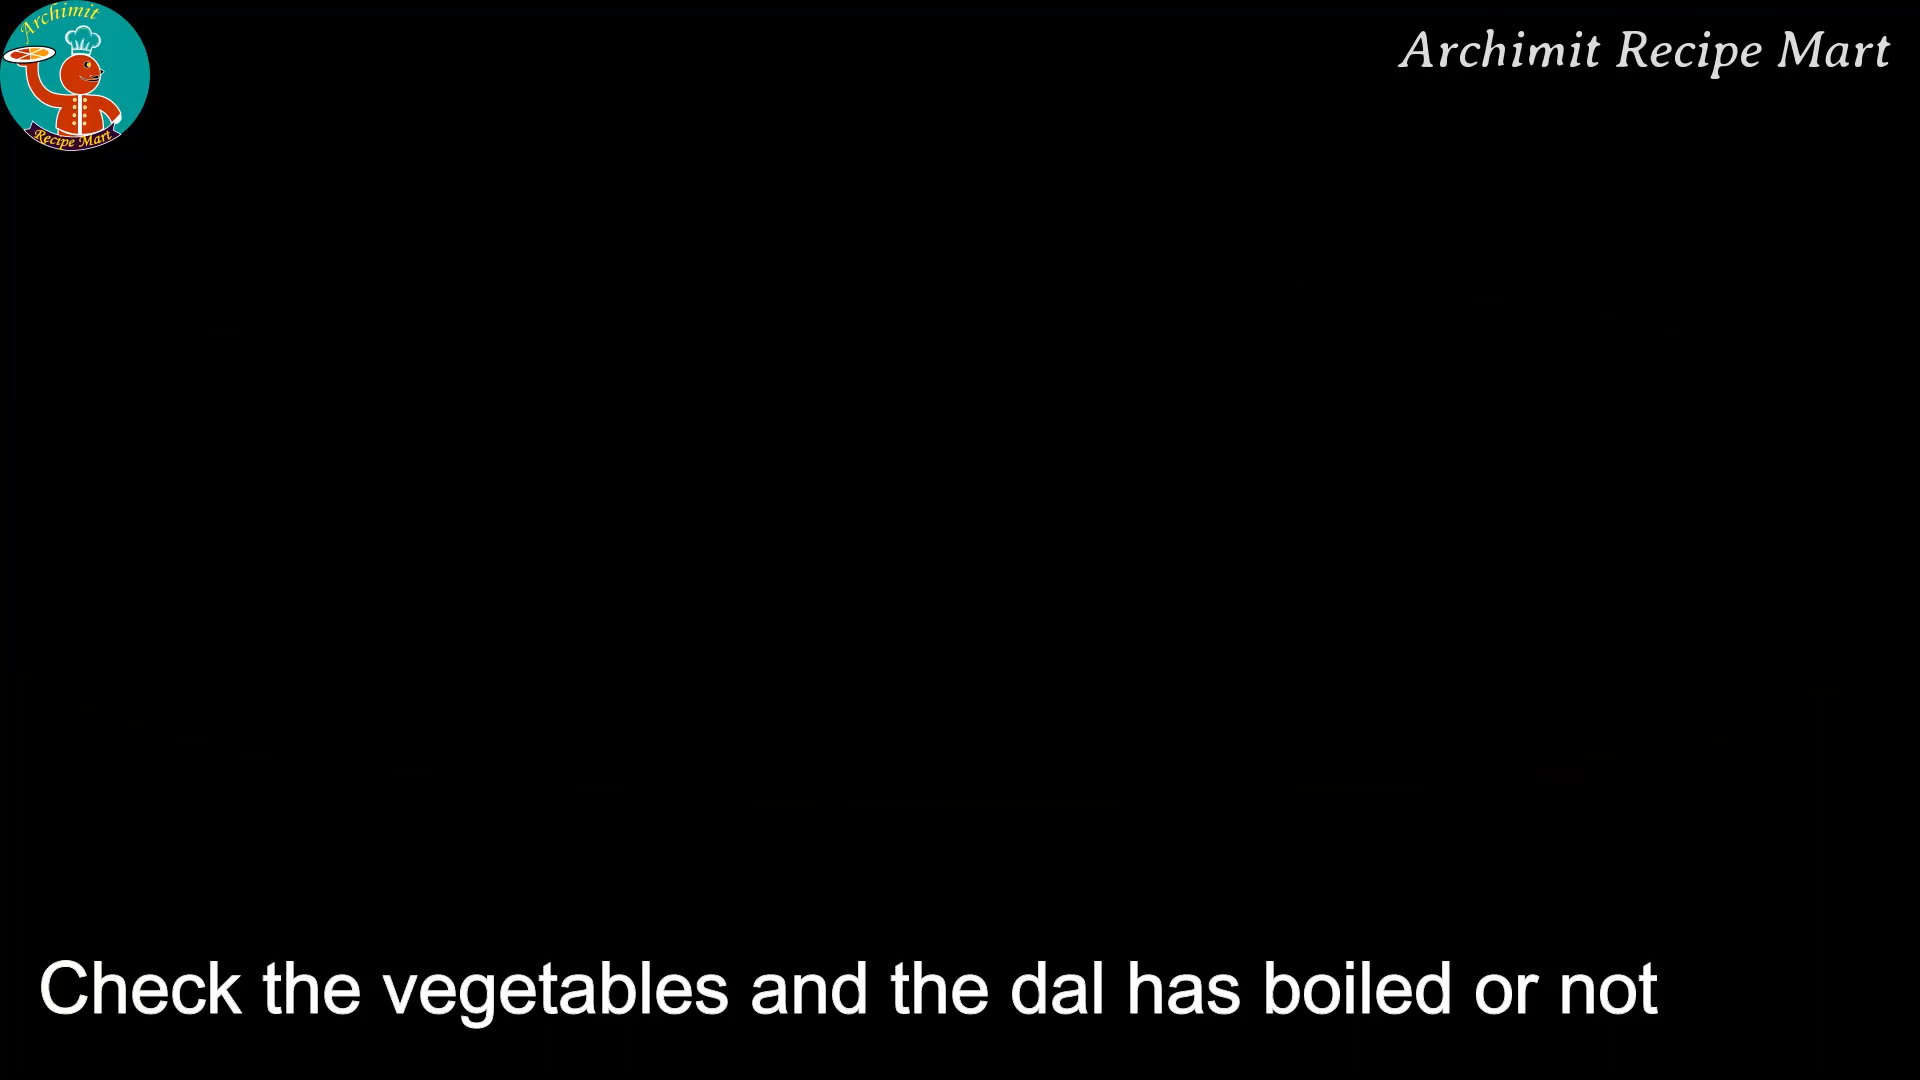 Archimit
Recipe Mart
Archimit Recipe Mart
Check the vegetables and the dal has boiled or not